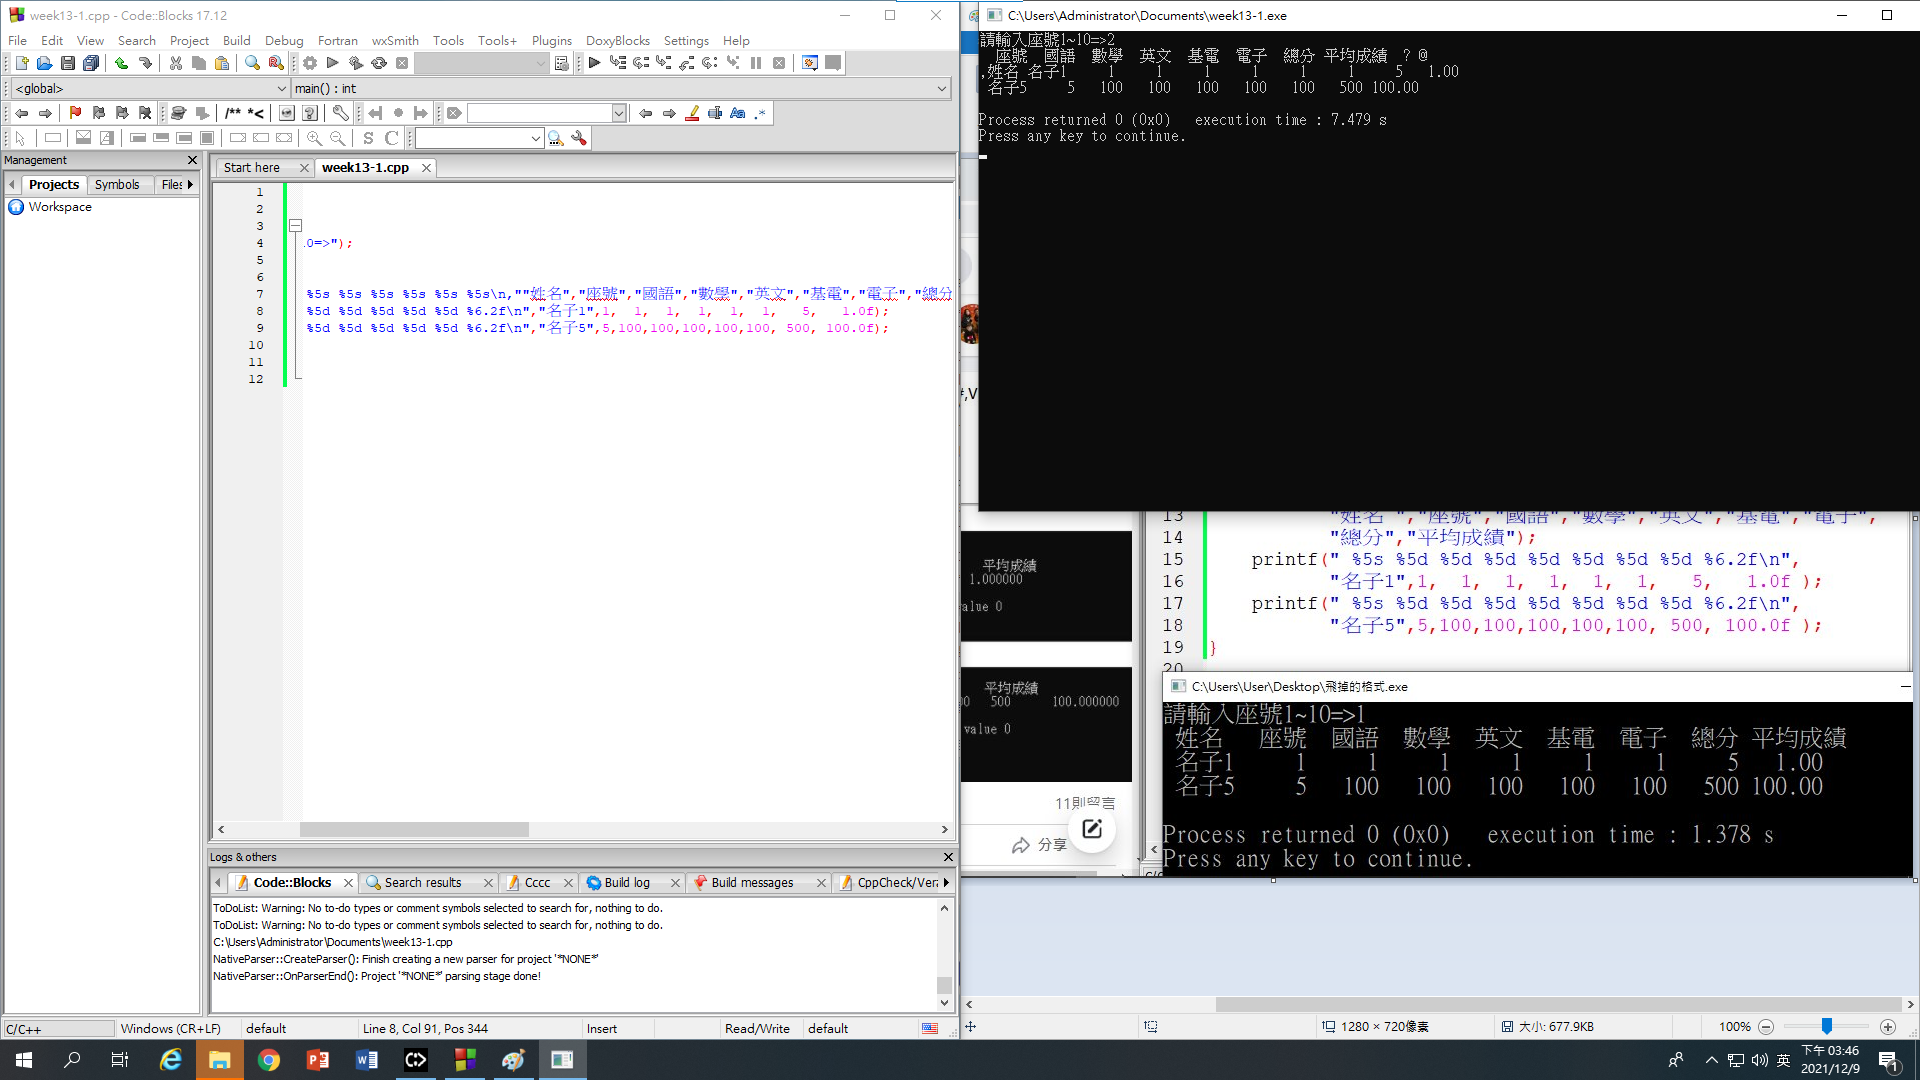 week13-1.cpp - Code::Blocks 17.12
File Edit View Search Project Build Debug Fortran wxSmith Tools Tools+ Plugins DoxyBlocks Settings Help
<global>
main() : int
/** *<
S C
Aa .*
Management
Projects Symbols Files
Workspace
Start here
week13-1.cpp
1
2
3
4 .0=>");
5
6
7 %5s %5s %5s %5s %5s %5s\n,""姓名","座號","國語","數學","英文","基電","電子","總分
8 %5d %5d %5d %5d %5d %6.2f\n","名子1",1, 1, 1, 1, 1, 1, 5, 1.0f);
9 %5d %5d %5d %5d %5d %6.2f\n","名子5",5,100,100,100,100,100, 500, 100.0f);
10
11
12
Logs & others
Code::Blocks Search results Cccc Build log Build messages CppCheck/Vera
ToDoList: Warning: No to-do types or comment symbols selected to search for, nothing to do.
ToDoList: Warning: No to-do types or comment symbols selected to search for, nothing to do.
C:\Users\Administrator\Documents\week13-1.cpp
NativeParser::CreateParser(): Finish creating a new parser for project '*NONE*'
NativeParser::OnParserEnd(): Project '*NONE*' parsing stage done!
C/C++ Windows (CR+LF) default Line 8, Col 91, Pos 344 Insert Read/Write default
C:\Users\Administrator\Documents\week13-1.exe
請輸入座號1~10=>2
座號 國語 數學 英文 基電 電子 總分 平均成績 ? @
,姓名 名子1 1 1 1 1 1 1 5 1.00
名子5 5 100 100 100 100 100 500 100.00
Process returned 0 (0x0) execution time : 7.479 s
Press any key to continue.
#,V
平均成績
1.000000
value 0
平均成績
500 100.000000
value 0
11則留言
分享
13 "姓名 ","座號","國語","數學","英文","基電","電子",
14 "總分","平均成績");
15 printf(" %5s %5d %5d %5d %5d %5d %5d %5d %6.2f\n",
16 "名子1",1, 1, 1, 1, 1, 1, 5, 1.0f );
17 printf(" %5s %5d %5d %5d %5d %5d %5d %5d %6.2f\n",
18 "名子5",5,100,100,100,100,100, 500, 100.0f );
19 }
20
C:\Users\User\Desktop\飛掉的格式.exe
請輸入座號1~10=>1
姓名 座號 國語 數學 英文 基電 電子 總分 平均成績
名子1 1 1 1 1 1 1 5 1.00
名子5 5 100 100 100 100 100 500 100.00
Process returned 0 (0x0) execution time : 1.378 s
Press any key to continue.
1280 × 720像素
大小: 677.9KB
100%
英
下午 03:46
2021/12/9
1